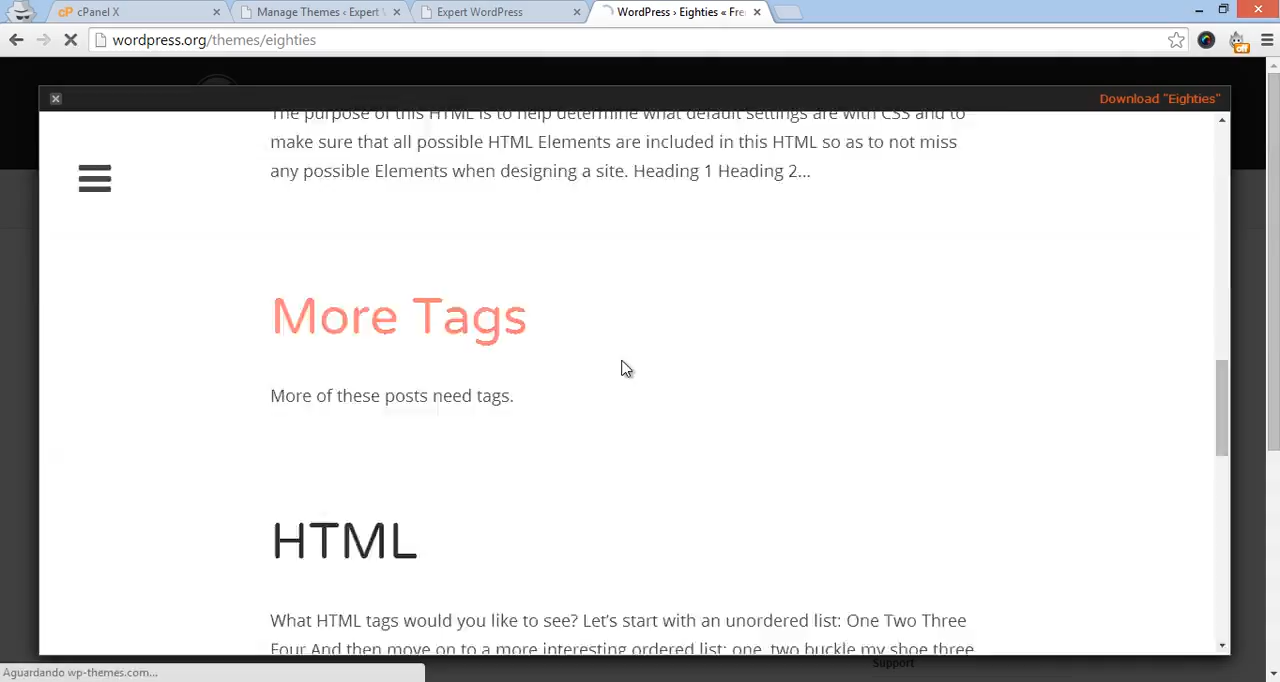 cPanel X
Manage Themes ‹ Expert
Expert WordPress
WordPress › Eighties « Fre
wordpress.org/themes/eighties
off
Download "Eighties"
The purpose of this HTML is to help determine what default settings are with CSS and to
make sure that all possible HTML Elements are included in this HTML so as to not miss
any possible Elements when designing a site. Heading 1 Heading 2...
More Tags
More of these posts need tags.
HTML
What HTML tags would you like to see? Let's start with an unordered list: One Two Three
Four And then move on to a more interesting ordered list: one, two buckle my shoe three
Support
Aguardando wp-themes.com...